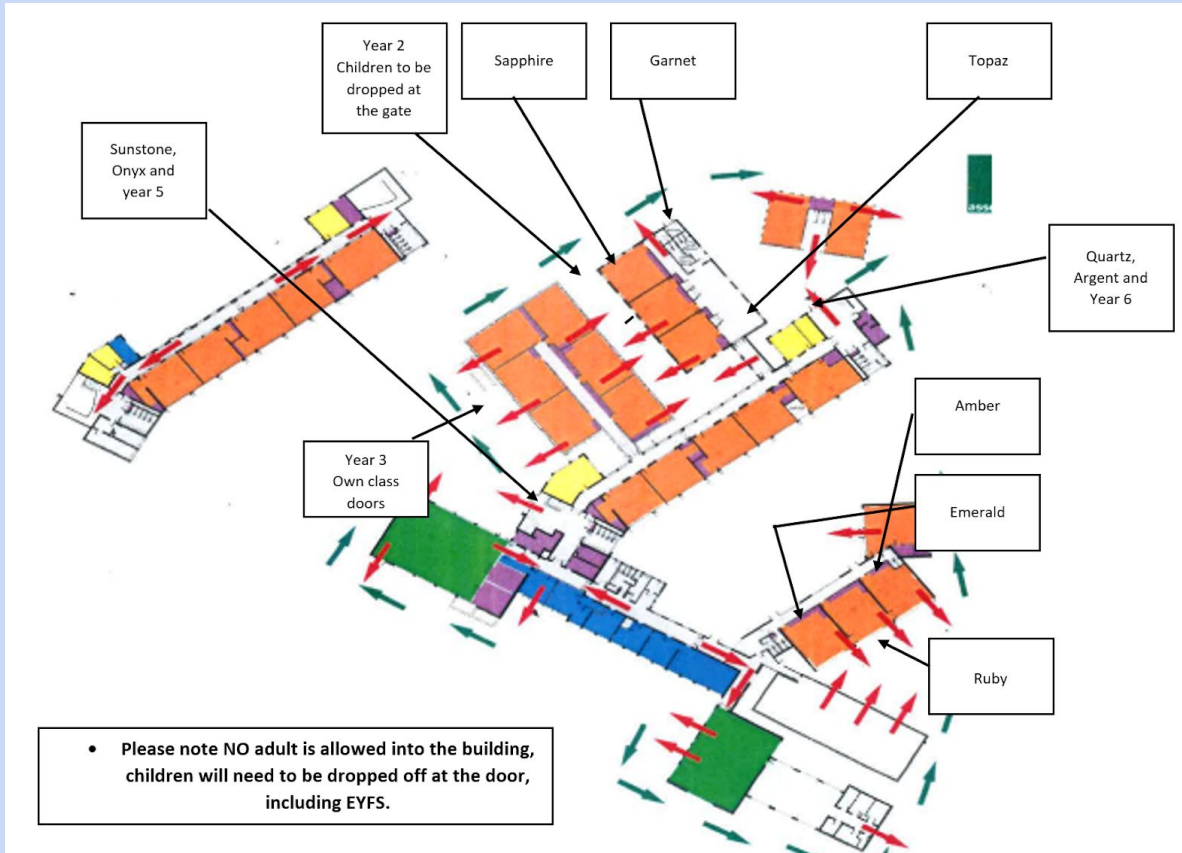 Year 2
Children to be
dropped at
the gate
Sapphire
Garnet
Topaz
Sunstone,
Onyx and
year 5
asse
Quartz,
Argent and
Year 6
Amber
Year 3
Own class
doors
Emerald
Ruby
• Please note NO adult is allowed into the building,
children will need to be dropped off at the door,
including EYFS.